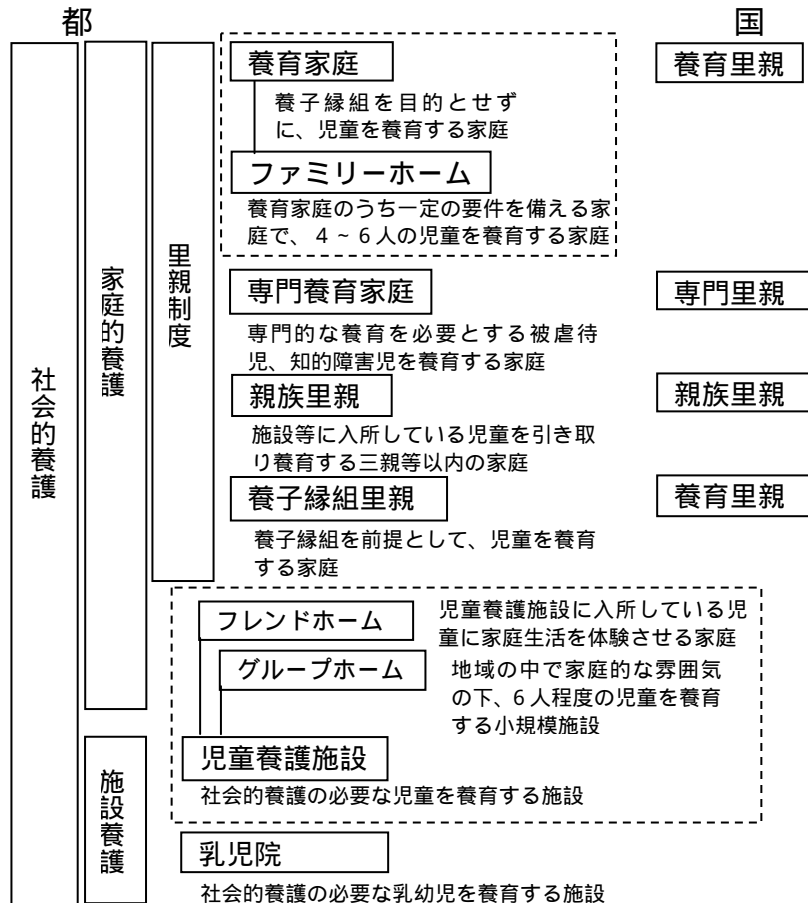 都
国
社会的養護
家庭的養護
里親制度
養育家庭
養子縁組を目的とせず
に、児童を養育する家庭
ファミリーホーム
養育家庭のうち一定の要件を備える家
庭で、4~6人の児童を養育する家庭
養育里親
専門養育家庭
専門的な養育を必要とする被虐待
児、知的障害児を養育する家庭
専門里親
親族里親
施設等に入所している児童を引き取
り養育する三親等以内の家庭
親族里親
養子縁組里親
養子縁組を前提として、児童を養育
する家庭
養育里親
フレンドホーム
児童養護施設に入所している児
童に家庭生活を体験させる家庭
グループホーム
地域の中で家庭的な雰囲気
の下、6人程度の児童を養育
する小規模施設
施設養護
児童養護施設
社会的養護の必要な児童を養育する施設
乳児院
社会的養護の必要な乳幼児を養育する施設